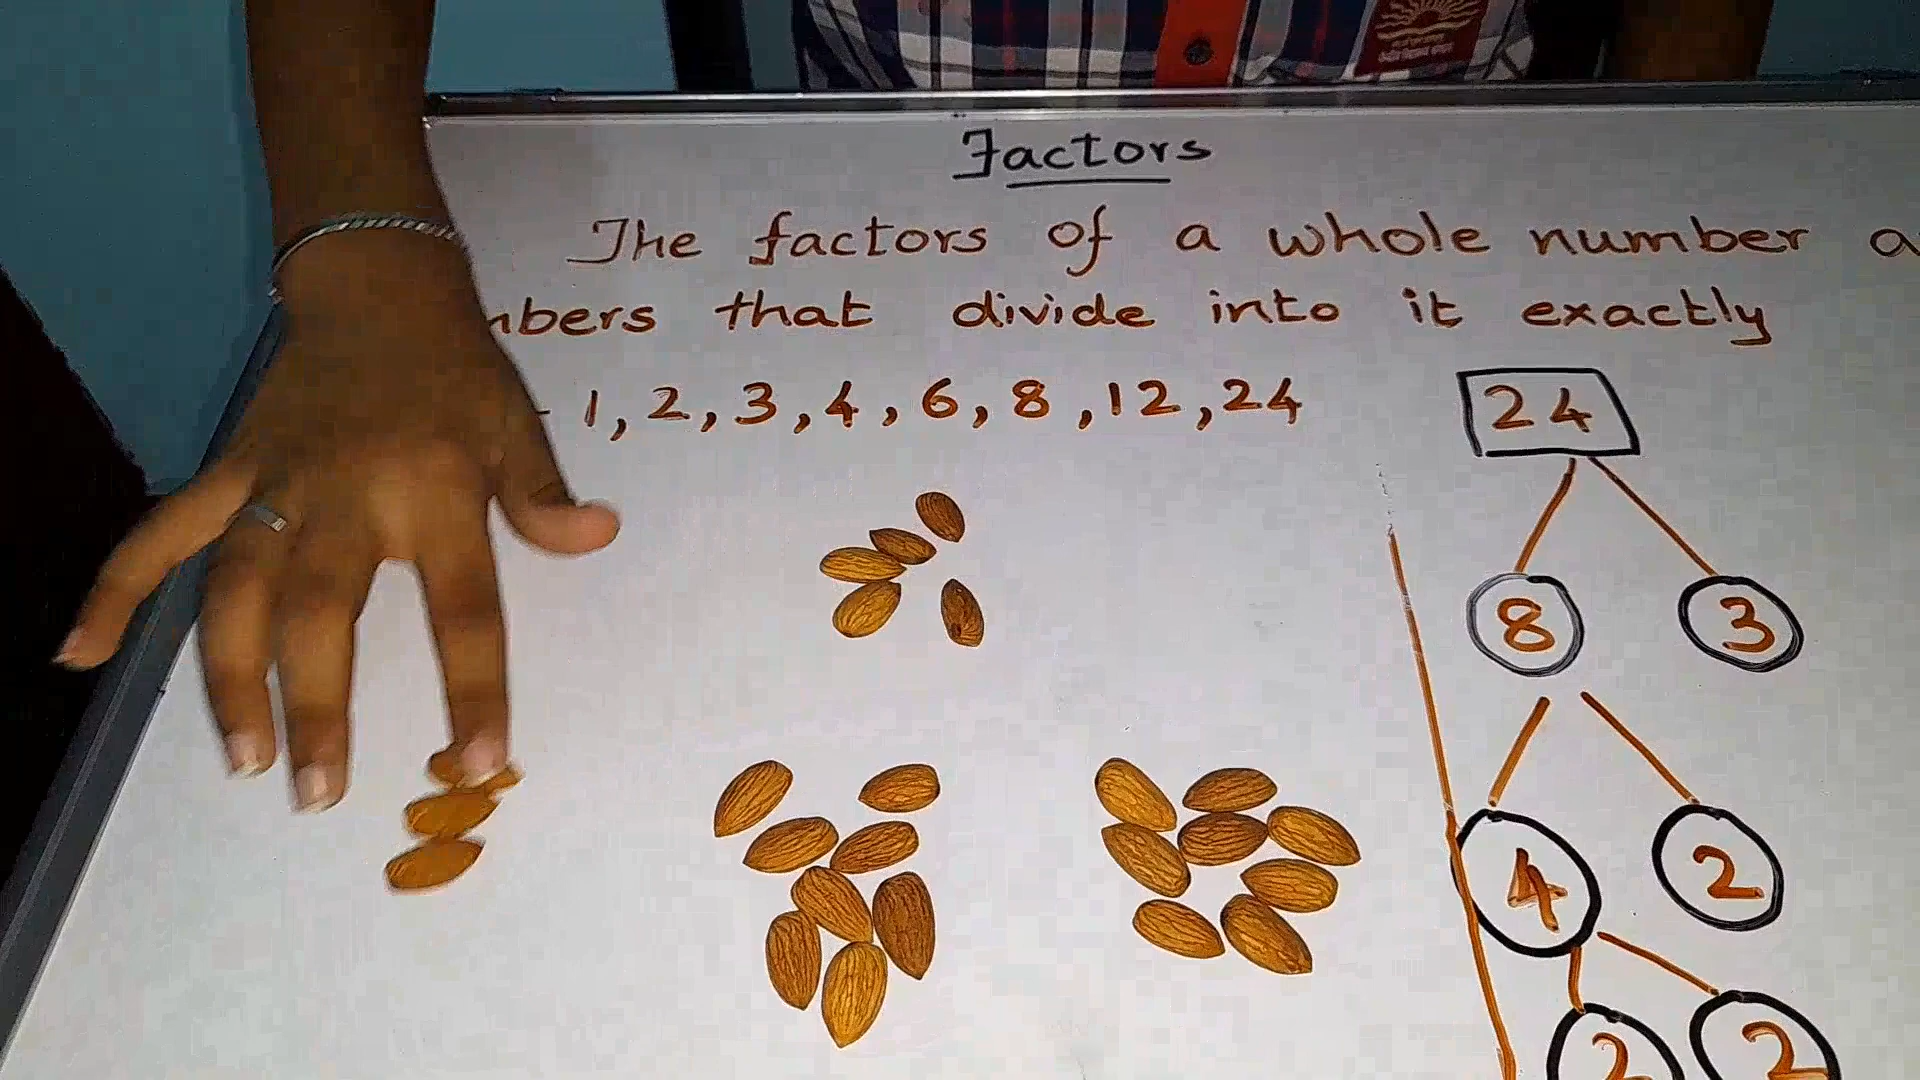 Factors
The factors of a whole number a
nbers that divide into it exactly
- 1, 2, 3, 4, 6, 8, 12, 24
24
8 3
4 2
2 2